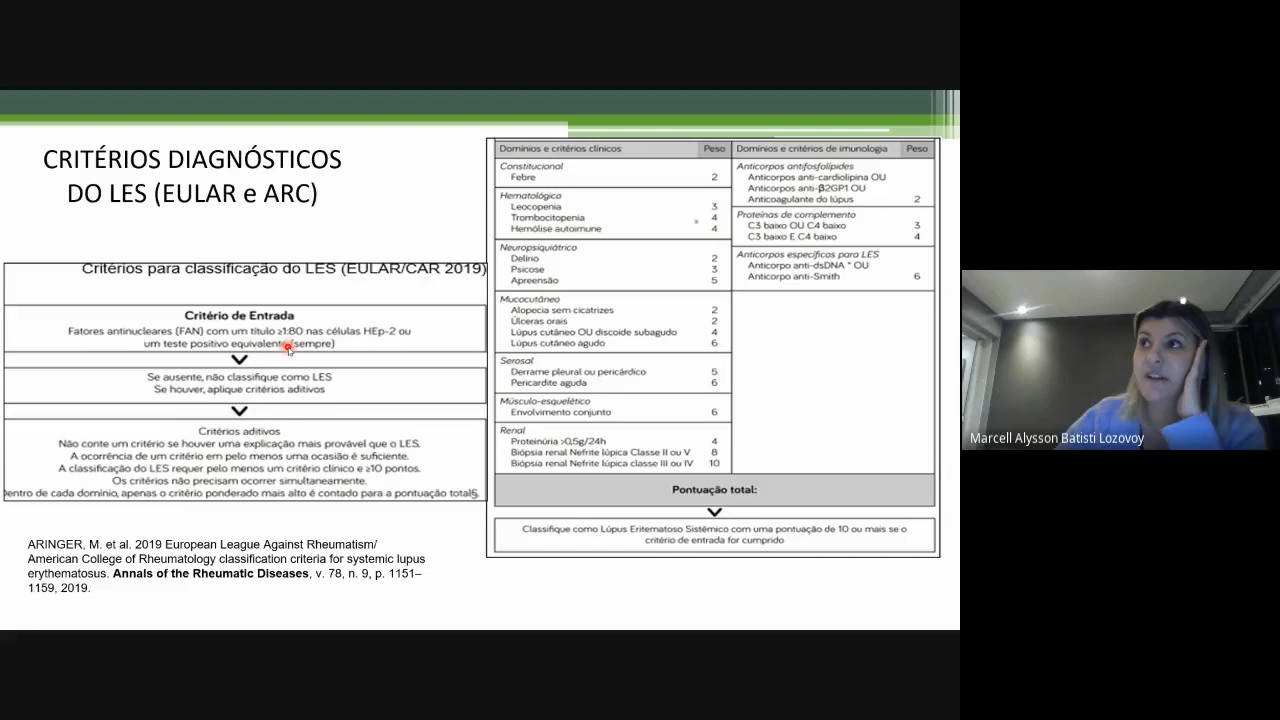 CRITÉRIOS DIAGNÓSTICOS
DO LES (EULAR e ARC)
Critérios para classificação do LES (EULAR/CAR 2019)
Critério de Entrada
Fatores antinucleares (FAN) com um título ≥1:80 nas células HEp-2 ou
um teste positivo equivalente (sempre)
Se ausente, não classifique como LES
Se houver, aplique critérios aditivos
Critérios aditivos
Não conte um critério se houver uma explicação mais provável que o LES.
A ocorrência de um critério em pelo menos uma ocasião é suficiente.
A classificação do LES requer pelo menos um critério clínico e ≥10 pontos.
Os critérios não precisam ocorrer simultaneamente.
Dentro de cada domínio, apenas o critério ponderado mais alto é contado para a pontuação total§.
ARINGER, M. et al. 2019 European League Against Rheumatism/
American College of Rheumatology classification criteria for systemic lupus
erythematosus. Annals of the Rheumatic Diseases, v. 78, n. 9, p. 1151–
1159, 2019.
Domínios e critérios clínicos Peso
Constitucional
Febre 2
Hematológico
Leocopenia 3
Trombocitopenia 4
Hemólise autoimune 4
Neuropsiquiátrico
Delírio 2
Psicose 3
Apreensão 5
Mucocutâneo
Alopecia sem cicatrizes 2
Úlceras orais 2
Lúpus cutâneo OU discoide subagudo 4
Lúpus cutâneo agudo 6
Serosal
Derrame pleural ou pericárdico 5
Pericardite aguda 6
Músculo-esquelético
Envolvimento conjunto 6
Renal
Proteinúria >0,5g/24h 4
Biópsia renal Nefrite lúpica Classe II ou V 8
Biópsia renal Nefrite lúpica classe III ou IV 10
Domínios e critérios de imunologia Peso
Anticorpos antifosfolípides
Anticorpos anti-cardiolipina OU
Anticorpos anti-β2GP1 OU
Anticoagulante do lúpus 2
Proteínas de complemento
C3 baixo OU C4 baixo 3
C3 baixo E C4 baixo 4
Anticorpos específicos para LES
Anticorpo anti-dsDNA * OU
Anticorpo anti-Smith 6
Pontuação total:
Classifique como Lúpus Eritematoso Sistêmico com uma pontuação de 10 ou mais se o
critério de entrada for cumprido
Marcell Alysson Batisti Lozovoy